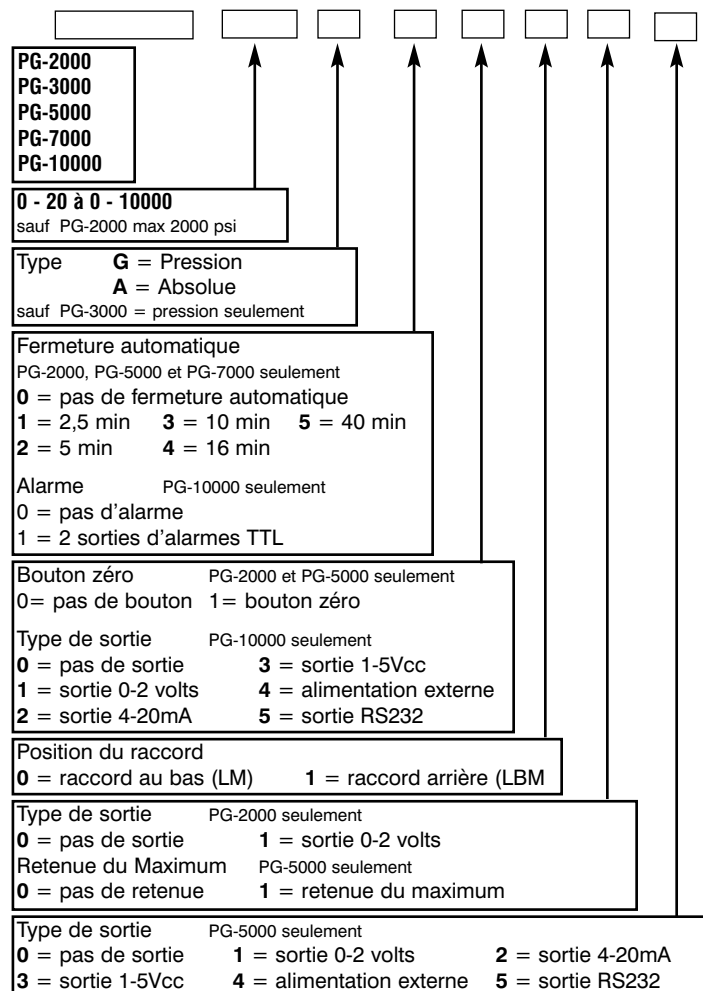 PG-2000
PG-3000
PG-5000
PG-7000
PG-10000
0 - 20 à 0 - 10000
sauf PG-2000 max 2000 psi
Type G = Pression
A = Absolue
sauf PG-3000 = pression seulement
Fermeture automatique
PG-2000, PG-5000 et PG-7000 seulement
0 = pas de fermeture automatique
1 = 2,5 min 3 = 10 min 5 = 40 min
2 = 5 min 4 = 16 min
Alarme PG-10000 seulement
0 = pas d'alarme
1 = 2 sorties d'alarmes TTL
Bouton zéro PG-2000 et PG-5000 seulement
0= pas de bouton 1= bouton zéro
Type de sortie PG-10000 seulement
0 = pas de sortie 3 = sortie 1-5Vcc
1 = sortie 0-2 volts 4 = alimentation externe
2 = sortie 4-20mA 5 = sortie RS232
Position du raccord
0 = raccord au bas (LM) 1 = raccord arrière (LBM
Type de sortie PG-2000 seulement
0 = pas de sortie 1 = sortie 0-2 volts
Retenue du Maximum PG-5000 seulement
0 = pas de retenue 1 = retenue du maximum
Type de sortie PG-5000 seulement
0 = pas de sortie 1 = sortie 0-2 volts 2 = sortie 4-20mA
3 = sortie 1-5Vcc 4 = alimentation externe 5 = sortie RS232